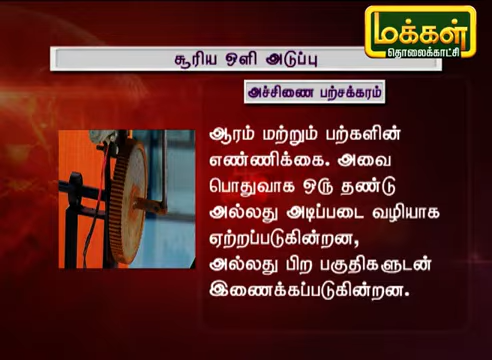 மக்கள்
தொலைக்காட்சி
சூரிய ஒளி அடுப்பு
அச்சிணை பற்சக்கரம்
ஆரம் மற்றும் பற்களின்
எண்ணிக்கை. அவை
பொதுவாக ஒரு தண்டு
அல்லது அடிப்படை வழியாக
ஏற்றப்படுகின்றன,
அல்லது பிற பகுதிகளுடன்
இணைக்கப்படுகின்றன.